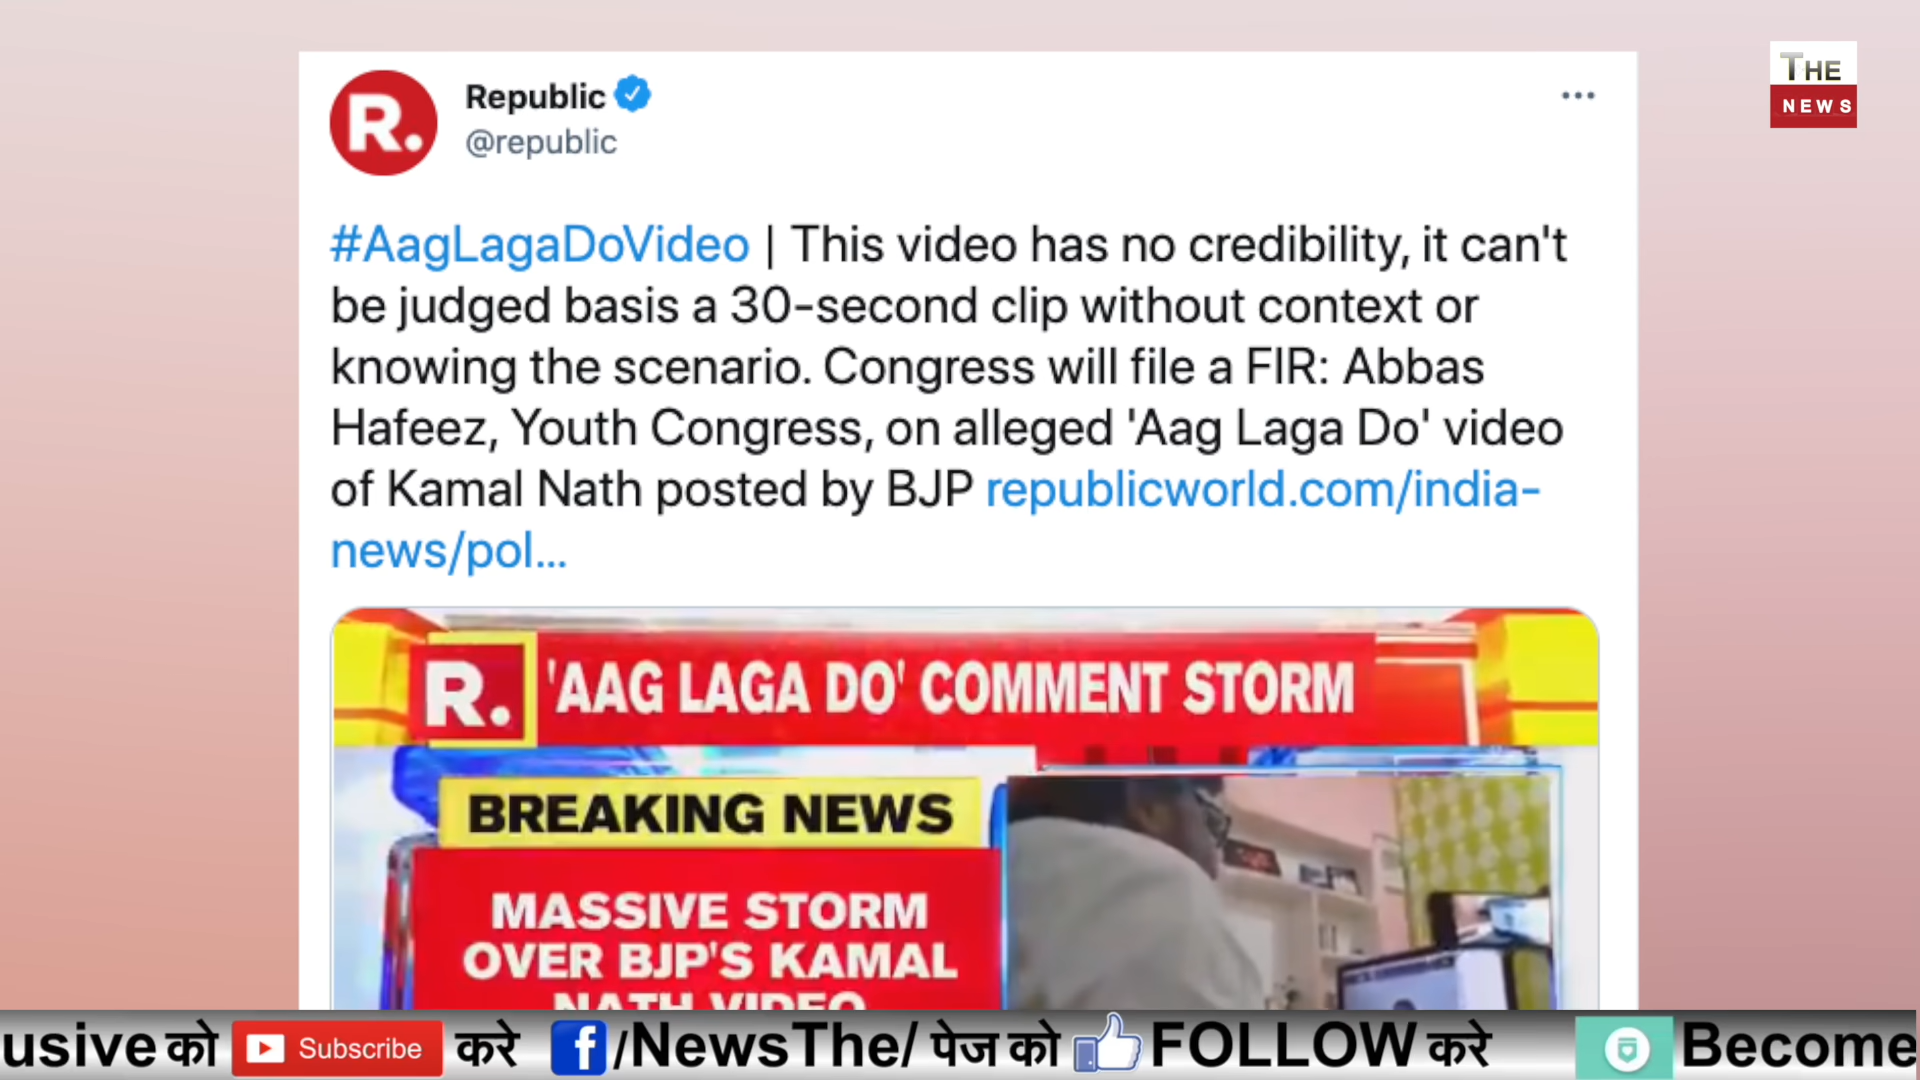 Republic
@republic
THE
NEWS
#AagLagaDoVideo | This video has no credibility, it can't
be judged basis a 30-second clip without context or
knowing the scenario. Congress will file a FIR: Abbas
Hafeez, Youth Congress, on alleged 'Aag Laga Do' video
of Kamal Nath posted by BJP republicworld.com/india-
news/pol...
R. 'AAG LAGA DO' COMMENT STORM
BREAKING NEWS
MASSIVE STORM
OVER BJP'S KAMAL
NATH VIDEO
usive को Subscribe करे f/NewsThe/ पेज को FOLLOW करे Become